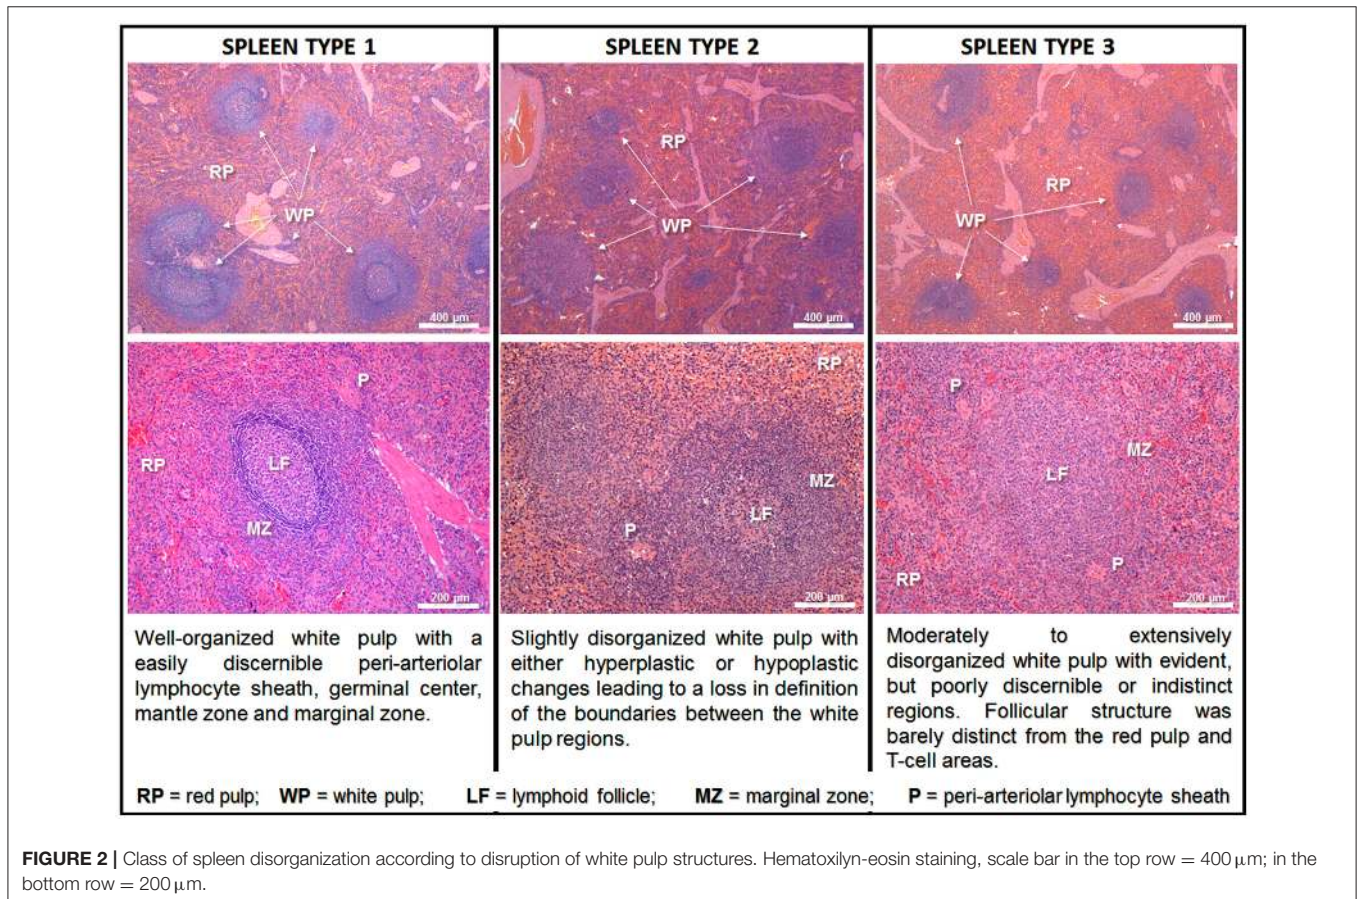 SPLEEN TYPE 1
SPLEEN TYPE 2
SPLEEN TYPE 3
RP
WP
400 µm
RP
WP
400 µm
RP
WP
400 µm
P
RP
LF
MZ
200 µm
RP
MZ
LF
P
200 µm
P
MZ
LF
P
RP
200 µm
Well-organized white pulp with a
easily discernible peri-arteriolar
lymphocyte sheath, germinal center,
mantle zone and marginal zone.
Slightly disorganized white pulp with
either hyperplastic or hypoplastic
changes leading to a loss in definition
of the boundaries between the white
pulp regions.
Moderately to extensively
disorganized white pulp with evident,
but poorly discernible or indistinct
regions. Follicular structure was
barely distinct from the red pulp and
T-cell areas.
RP = red pulp; WP = white pulp; LF = lymphoid follicle; MZ = marginal zone; P = peri-arteriolar lymphocyte sheath
FIGURE 2 | Class of spleen disorganization according to disruption of white pulp structures. Hematoxilyn-eosin staining, scale bar in the top row = 400 µm; in the
bottom row = 200 µm.